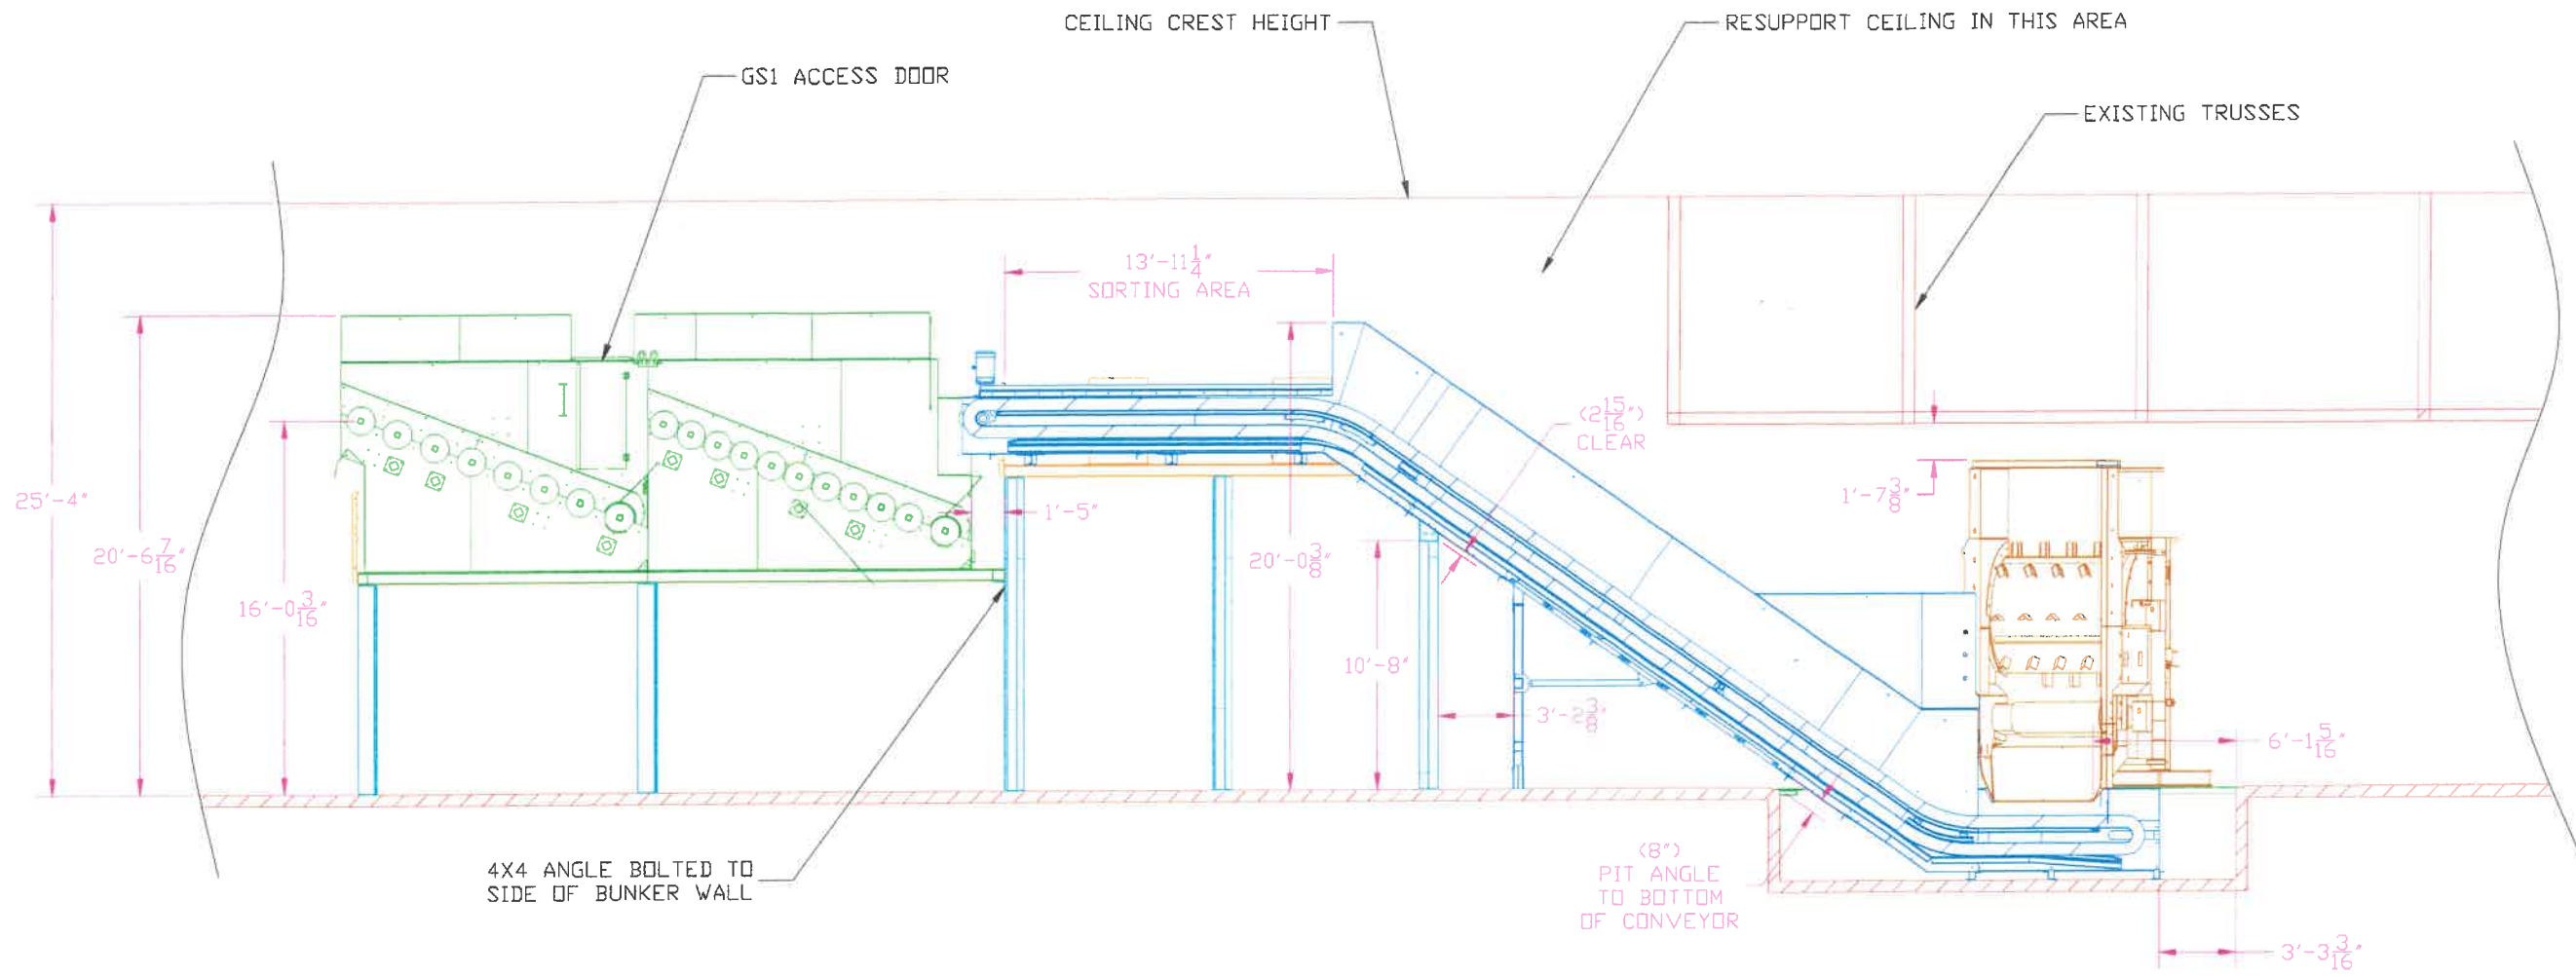 CEILING CREST HEIGHT
RESUPPORT CEILING IN THIS AREA
GS1 ACCESS DOOR
EXISTING TRUSSES
13'-11 1/4"
SORTING AREA
(2 15/16")
CLEAR
25'-4"
1'-7 3/8"
1'-5"
20'-6 7/16"
20'-0 3/8"
16'-0 3/16"
10'-8"
3'-2 3/8"
6'-1 5/16"
4X4 ANGLE BOLTED TO
SIDE OF BUNKER WALL
(8")
PIT ANGLE
TO BOTTOM
OF CONVEYOR
3'-3 3/16"